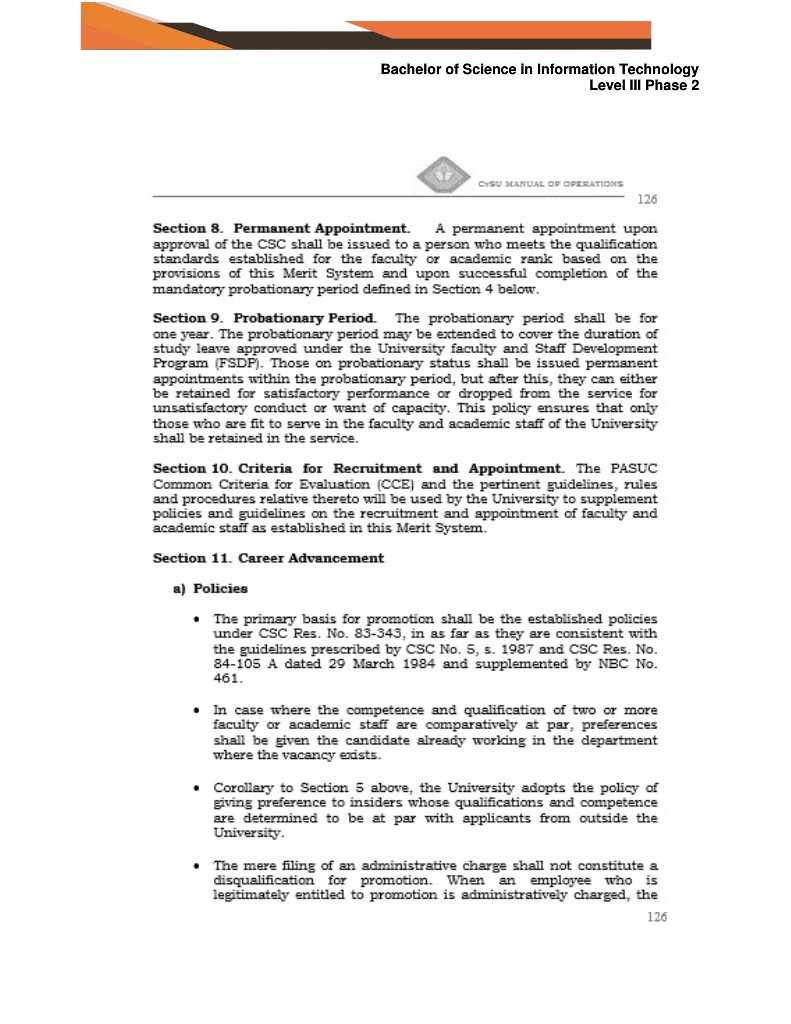 Bachelor of Science in Information Technology
Level III Phase 2
CvSU MANUAL OF OPERATIONS
126
Section 8. Permanent Appointment. A permanent appointment upon
approval of the CSC shall be issued to a person who meets the qualification
standards established for the faculty or academic rank based on the
provisions of this Merit System and upon successful completion of the
mandatory probationary period defined in Section 4 below.
Section 9. Probationary Period. The probationary period shall be for
one year. The probationary period may be extended to cover the duration of
study leave approved under the University faculty and Staff Development
Program (FSDP). Those on probationary status shall be issued permanent
appointments within the probationary period, but after this, they can either
be retained for satisfactory performance or dropped from the service for
unsatisfactory conduct or want of capacity. This policy ensures that only
those who are fit to serve in the faculty and academic staff of the University
shall be retained in the service.
Section 10. Criteria for Recruitment and Appointment. The PASUC
Common Criteria for Evaluation (CCE) and the pertinent guidelines, rules
and procedures relative thereto will be used by the University to supplement
policies and guidelines on the recruitment and appointment of faculty and
academic staff as established in this Merit System.
Section 11. Career Advancement
a) Policies
• The primary basis for promotion shall be the established policies
under CSC Res. No. 83-343, in as far as they are consistent with
the guidelines prescribed by CSC No. 5, s. 1987 and CSC Res. No.
84-105 A dated 29 March 1984 and supplemented by NBC No.
461.
• In case where the competence and qualification of two or more
faculty or academic staff are comparatively at par, preferences
shall be given the candidate already working in the department
where the vacancy exists.
• Corollary to Section 5 above, the University adopts the policy of
giving preference to insiders whose qualifications and competence
are determined to be at par with applicants from outside the
University.
• The mere filing of an administrative charge shall not constitute a
disqualification for promotion. When an employee who is
legitimately entitled to promotion is administratively charged, the
126